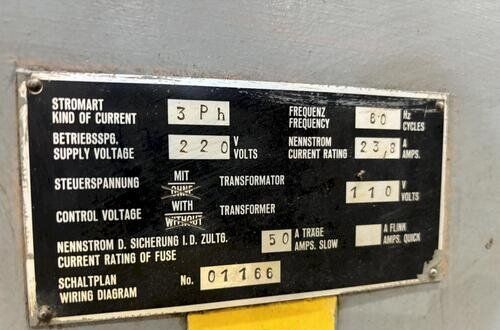 STROMART
KIND OF CURRENT 3 Ph FREQUENZ
FREQUENCY 60 Hz
CYCLES
BETRIEBSSPG.
SUPPLY VOLTAGE 220 V
VOLTS NENNSTROM
CURRENT RATING 23,8 A
AMPS.
STEUERSPANNUNG MIT
OHNE TRANSFORMATOR
CONTROL VOLTAGE WITH
WITHOUT TRANSFORMER 110 V
VOLTS
NENNSTROM D. SICHERUNG I.D. ZULTG.
CURRENT RATING OF FUSE 50 A TRAGE
AMPS. SLOW A FLINK
AMPS. QUICK
SCHALTPLAN
WIRING DIAGRAM No. 01166